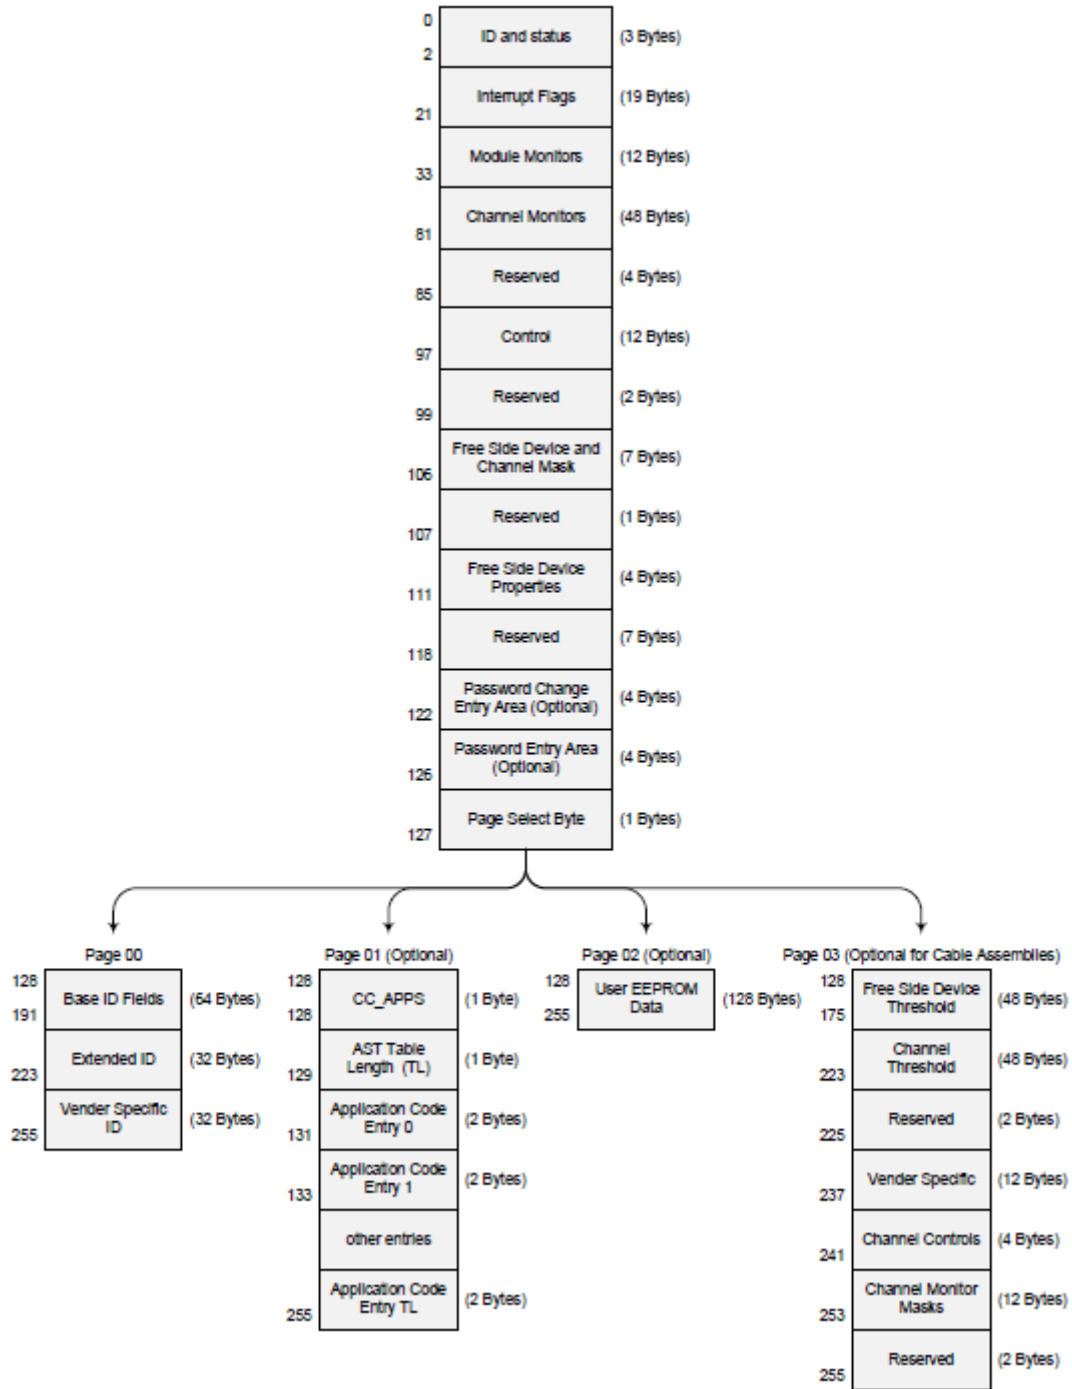 0
ID and status (3 Bytes)
2
Interrupt Flags (19 Bytes)
21
Module Monitors (12 Bytes)
33
Channel Monitors (48 Bytes)
81
Reserved (4 Bytes)
85
Control (12 Bytes)
97
Reserved (2 Bytes)
99
Free Side Device and
Channel Mask
(7 Bytes)
106
Reserved (1 Bytes)
107
Free Side Device
Properties
(4 Bytes)
111
Reserved (7 Bytes)
118
Password Change
Entry Area (Optional)
(4 Bytes)
122
Password Entry Area
(Optional)
(4 Bytes)
126
Page Select Byte (1 Bytes)
127
Page 00
128
Base ID Fields (64 Bytes)
191
Extended ID (32 Bytes)
223
Vender Specific
ID
(32 Bytes)
255
Page 01 (Optional)
128
CC_APPS (1 Byte)
128
AST Table
Length (TL)
(1 Byte)
129
Application Code
Entry 0
(2 Bytes)
131
Application Code
Entry 1
(2 Bytes)
133
other entries
Application Code
Entry TL
(2 Bytes)
255
Page 02 (Optional)
128
User EEPROM
Data
(128 Bytes)
255
Page 03 (Optional for Cable Assemblies)
128
Free Side Device
Threshold
(48 Bytes)
175
Channel
Threshold
(48 Bytes)
223
Reserved (2 Bytes)
225
Vender Specific (12 Bytes)
237
Channel Controls (4 Bytes)
241
Channel Monitor
Masks
(12 Bytes)
253
Reserved (2 Bytes)
255